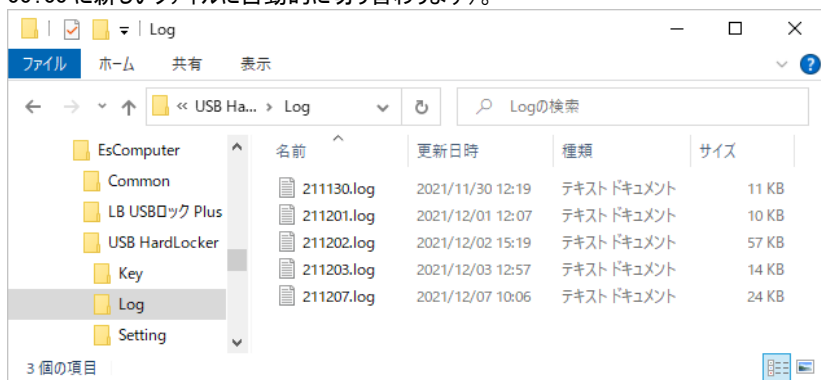 Log
ファイル ホーム 共有 表示
« USB Ha... › Log
Logの検索
EsComputer
Common
LB USBロック Plus
USB HardLocker
Key
Log
Setting
名前 更新日時 種類 サイズ
211130.log 2021/11/30 12:19 テキスト ドキュメント 11 KB
211201.log 2021/12/01 12:07 テキスト ドキュメント 10 KB
211202.log 2021/12/02 15:19 テキスト ドキュメント 57 KB
211203.log 2021/12/03 12:57 テキスト ドキュメント 14 KB
211207.log 2021/12/07 10:06 テキスト ドキュメント 24 KB
3 個の項目